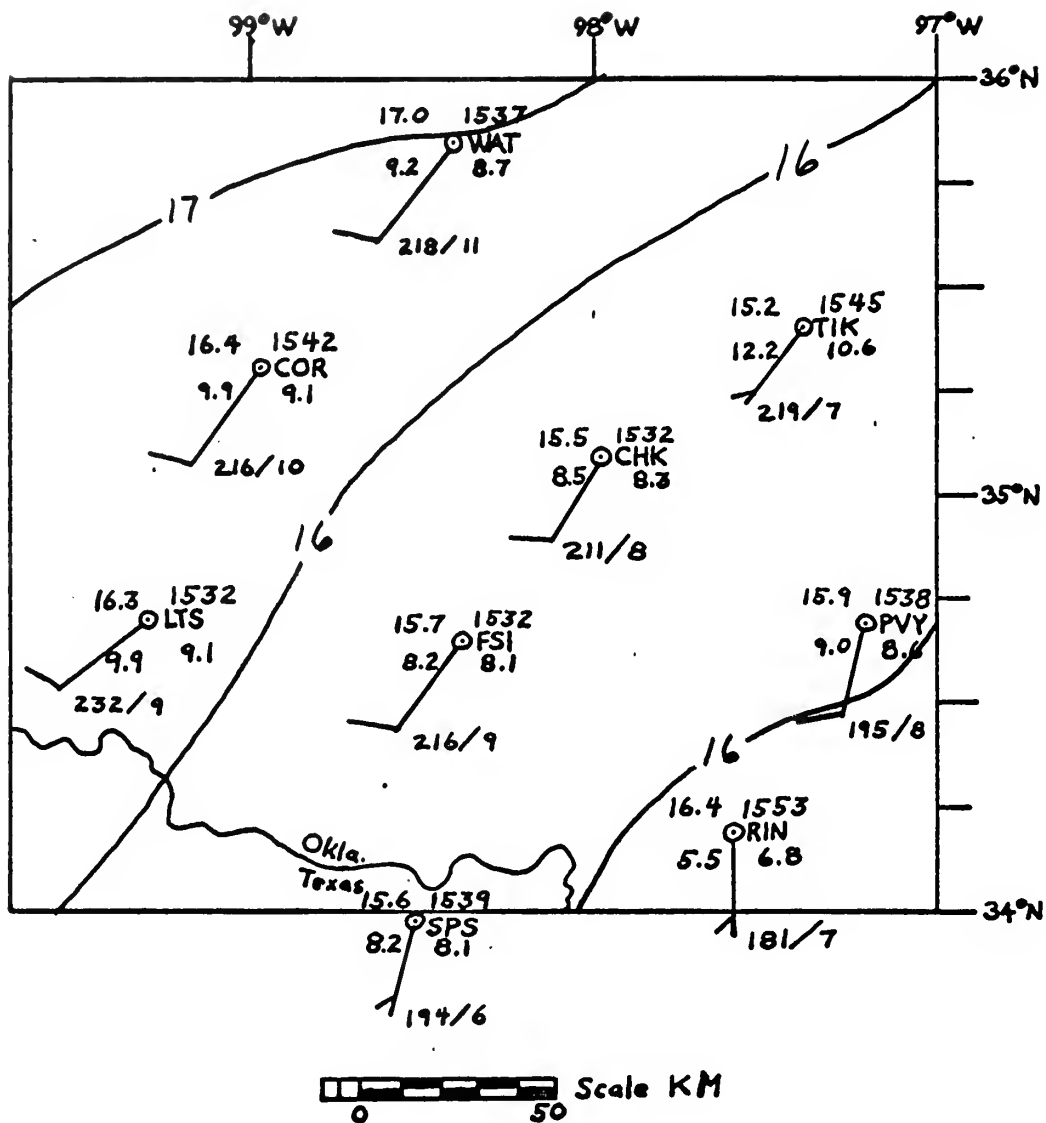 99°W 98°W 97°W
36°N
17.0 1537
WAT
9.2 8.7
16
17
218/11
15.2 1545
TIK
12.2 10.6
16.4 1542
COR
9.9 9.1
219/7
15.5 1532
CHK
8.5 8.3
216/10
35°N
16
211/8
16.3 1532
LTS
9.9 9.1
15.7 1532
FSI
8.2 8.1
15.9 1538
PVY
9.0 8.6
232/9
216/9
195/8
16
16.4 1553
RIN
5.5 6.8
Okla.
Texas
15.6 1539
SPS
8.2 8.1
34°N
181/7
194/6
Scale KM
0 50